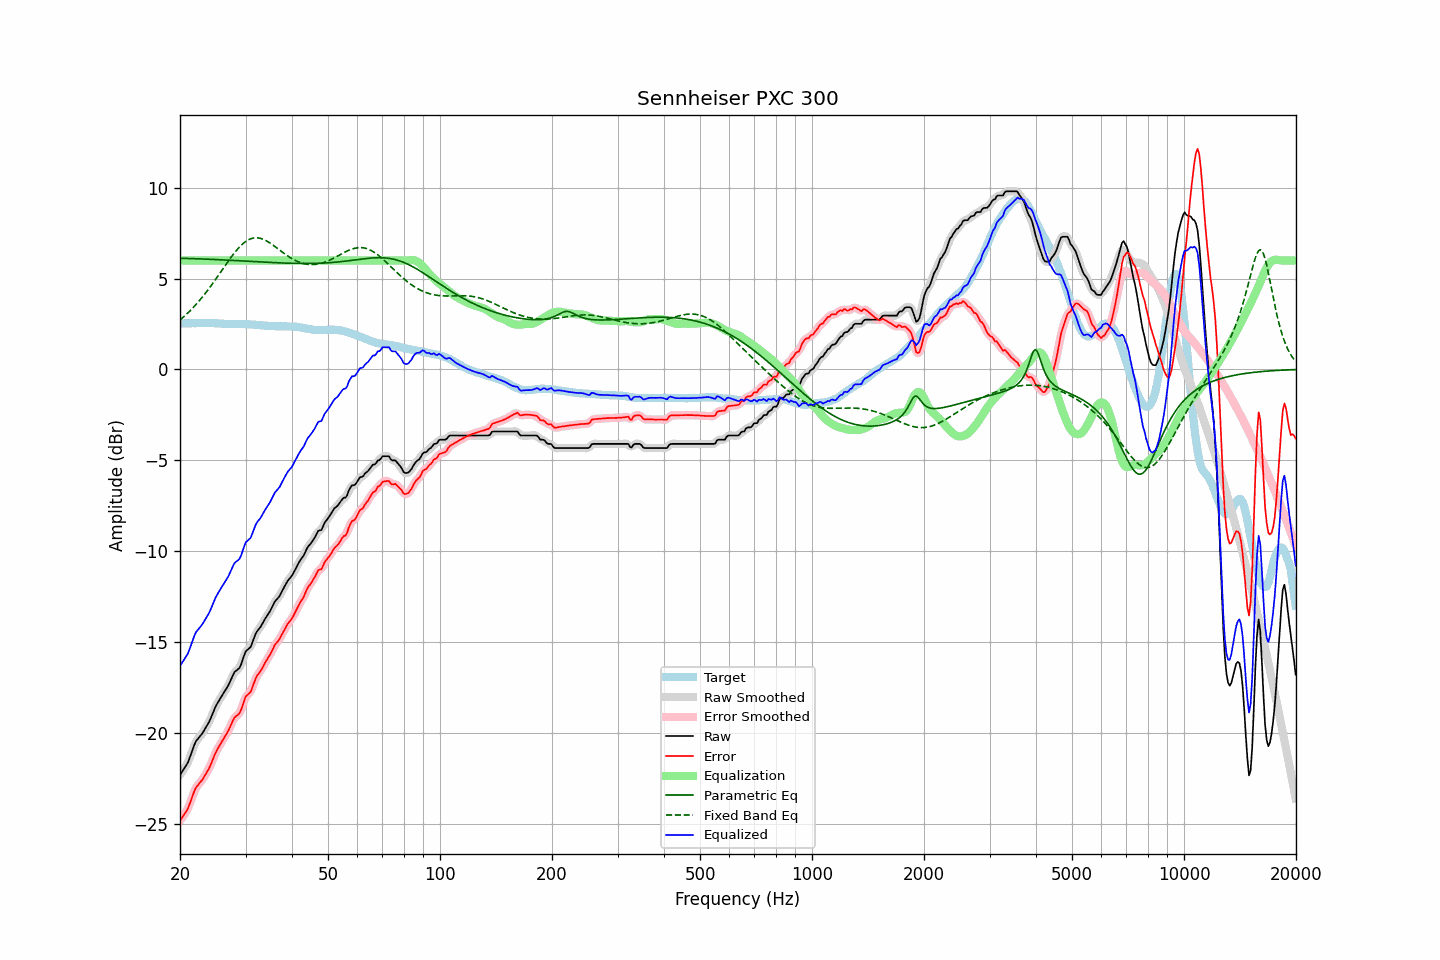 Sennheiser PXC 300
Amplitude (dBr)
10
5
0
−5
−10
−15
−20
−25
Target
Raw Smoothed
Error Smoothed
Raw
Error
Equalization
Parametric Eq
Fixed Band Eq
Equalized
20 50 100 200 500 1000 2000 5000 10000 20000
Frequency (Hz)